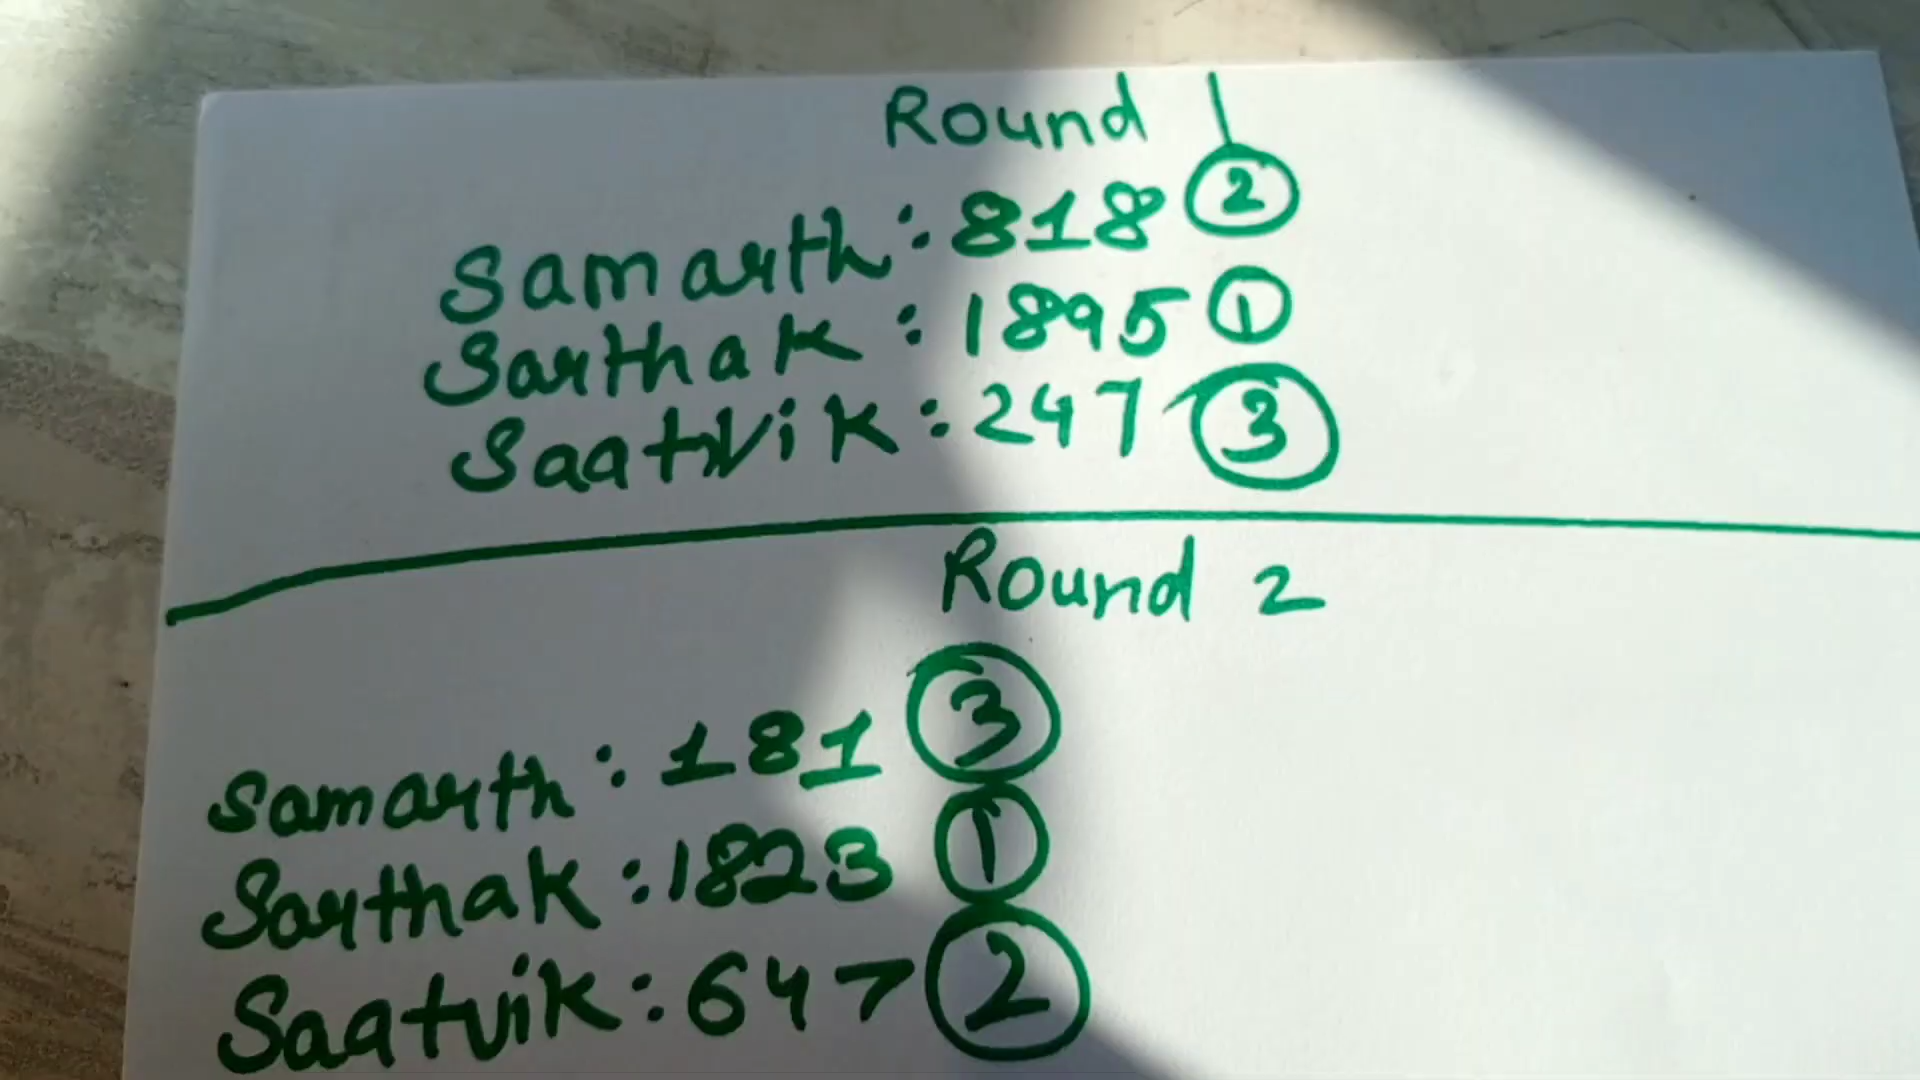 Round 1
Samarth : 818 2
Sarthak : 1895 1
Saatvik : 247 3
Round 2
Samarth : 181 3
Sarthak : 1823 1
Saatvik : 647 2